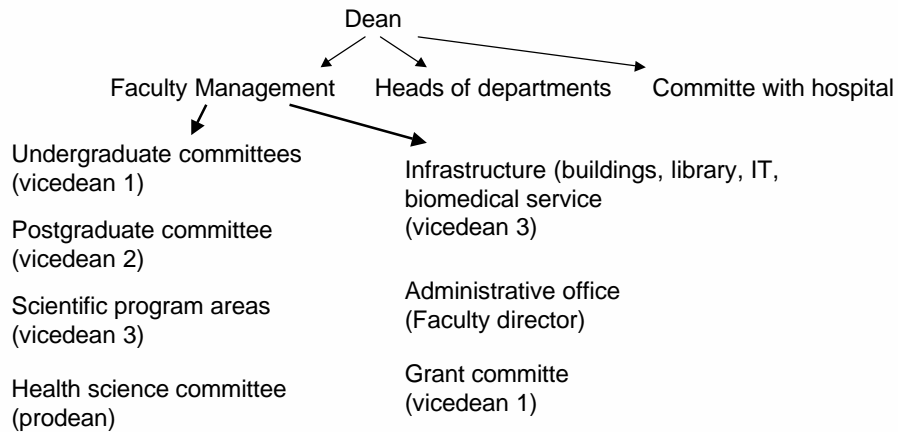 Dean
Faculty Management
Heads of departments
Committe with hospital
Undergraduate committees
(vicedean 1)
Postgraduate committee
(vicedean 2)
Scientific program areas
(vicedean 3)
Health science committee
(prodean)
Infrastructure (buildings, library, IT,
biomedical service
(vicedean 3)
Administrative office
(Faculty director)
Grant committe
(vicedean 1)